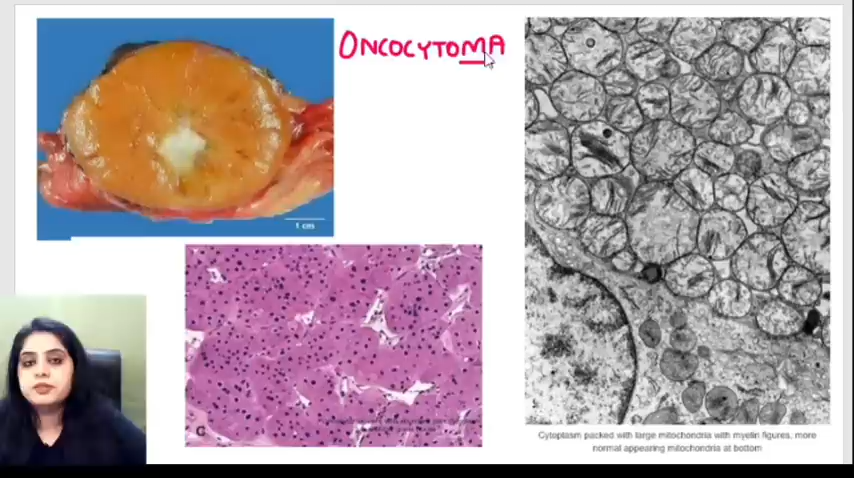 ONCOCYTOMA
1 cm
C
Cytoplasm packed with large mitochondria with myelin figures, more
normal appearing mitochondria at bottom